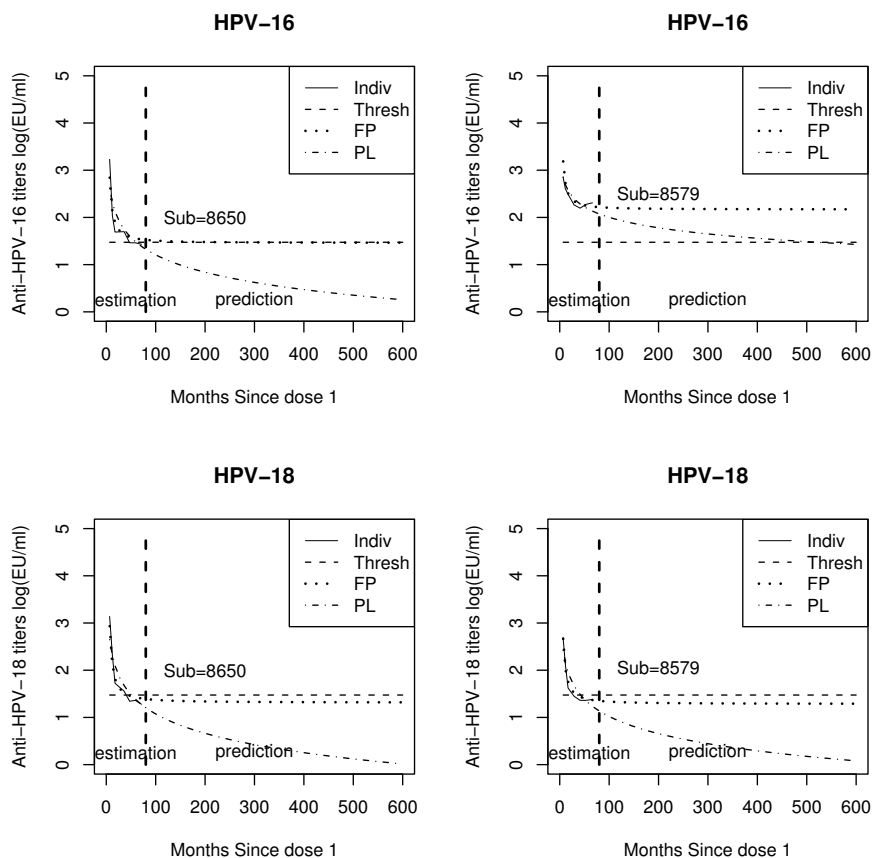 HPV−16
Anti−HPV−16 titers log(EU/ml)
5
4
3
2
1
0
Indiv
Thresh
FP
PL
Sub=8650
estimation
prediction
0 100 200 300 400 500 600
Months Since dose 1
HPV−16
Anti−HPV−16 titers log(EU/ml)
5
4
3
2
1
0
Indiv
Thresh
FP
PL
Sub=8579
estimation
prediction
0 100 200 300 400 500 600
Months Since dose 1
HPV−18
Anti−HPV−18 titers log(EU/ml)
5
4
3
2
1
0
Indiv
Thresh
FP
PL
Sub=8650
estimation
prediction
0 100 200 300 400 500 600
Months Since dose 1
HPV−18
Anti−HPV−18 titers log(EU/ml)
5
4
3
2
1
0
Indiv
Thresh
FP
PL
Sub=8579
estimation
prediction
0 100 200 300 400 500 600
Months Since dose 1